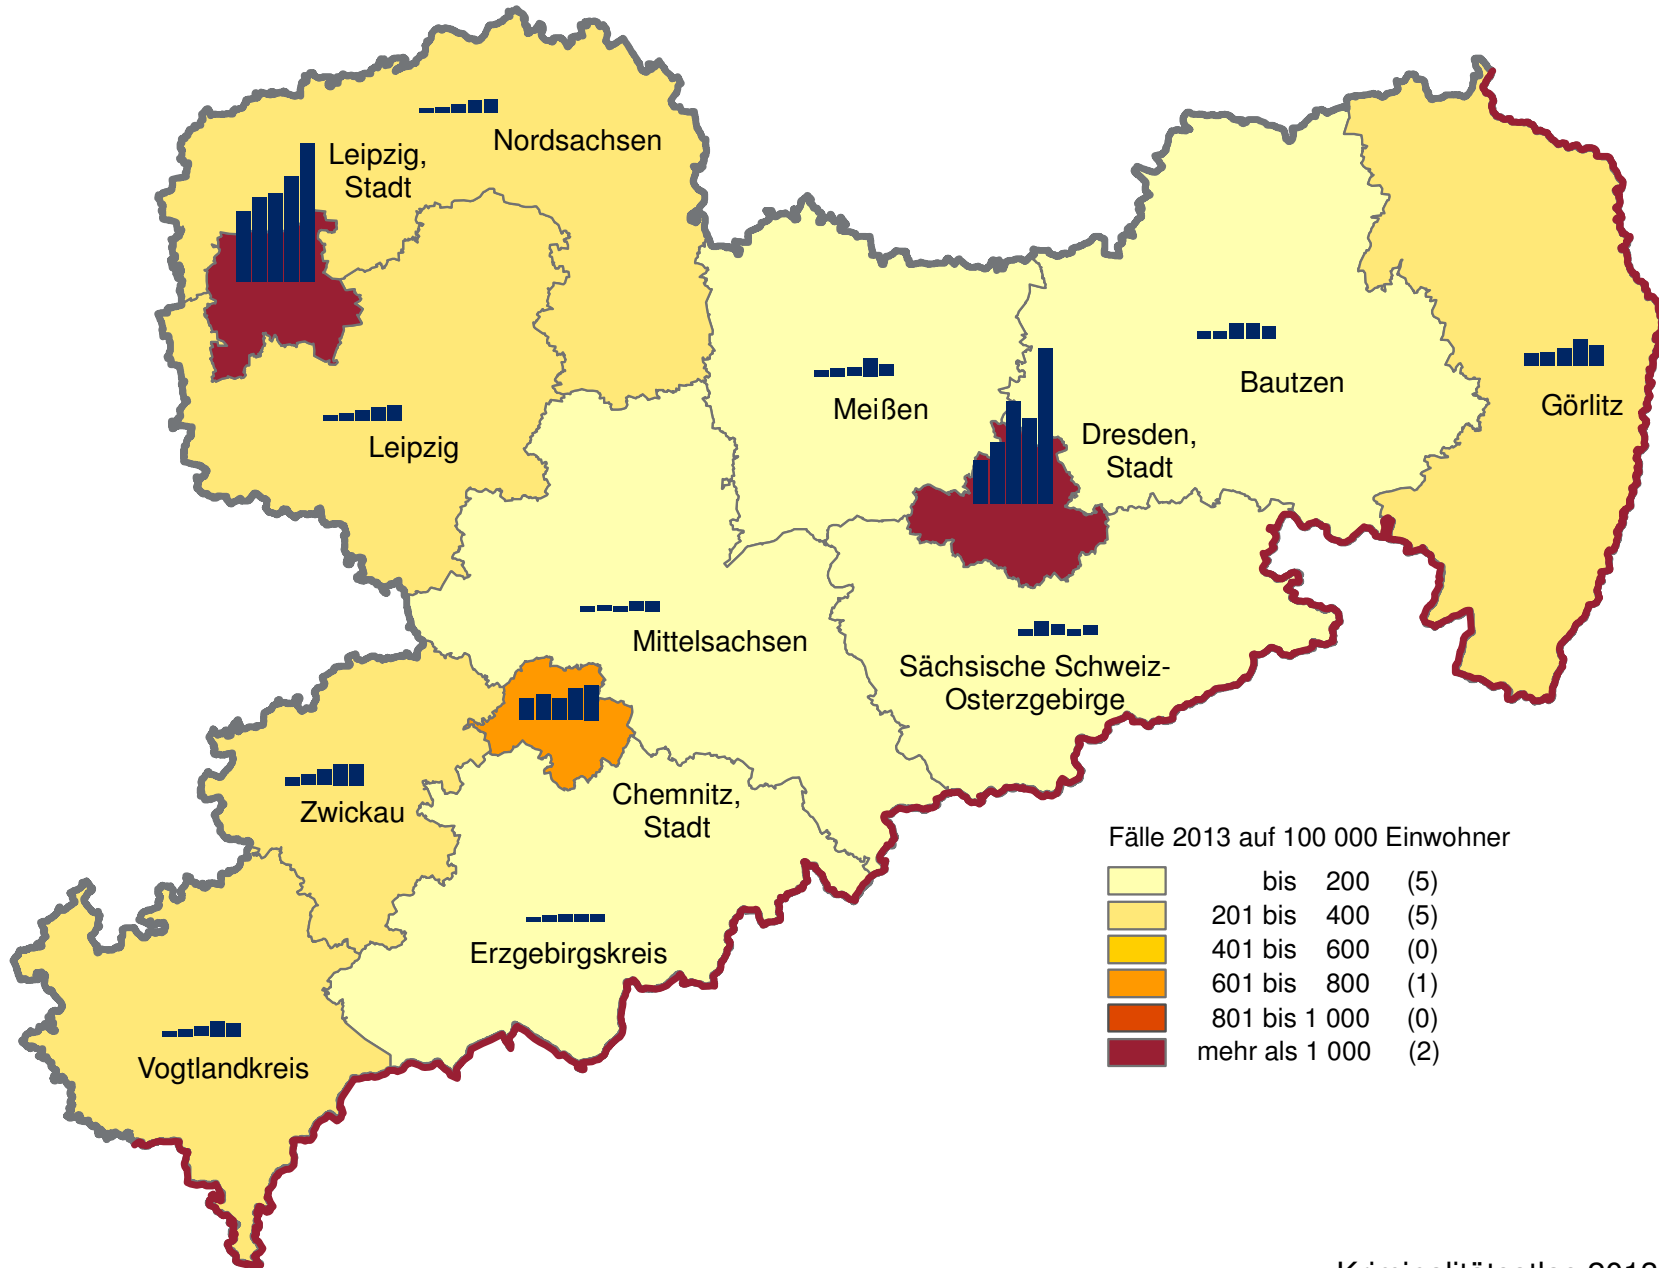 Nordsachsen
Leipzig,
Stadt
Leipzig
Meißen
Bautzen
Görlitz
Dresden,
Stadt
Mittelsachsen
Sächsische Schweiz-
Osterzgebirge
Chemnitz,
Stadt
Zwickau
Erzgebirgskreis
Vogtlandkreis
Fälle 2013 auf 100 000 Einwohner
bis 200 (5)
201 bis 400 (5)
401 bis 600 (0)
601 bis 800 (1)
801 bis 1 000 (0)
mehr als 1 000 (2)